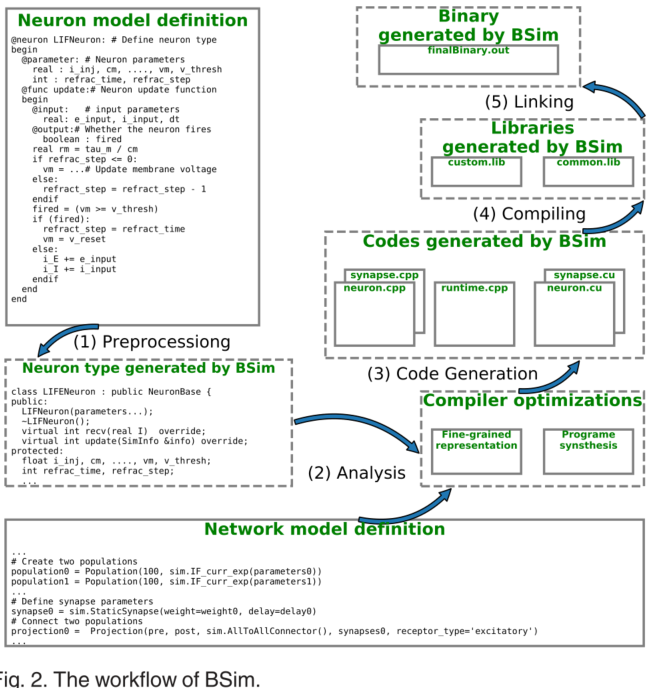 Neuron model definition
@neuron LIFNeuron: # Define neuron type
begin
@parameter: # Neuron parameters
real : i_inj, cm, ...., vm, v_thresh
int : refrac_time, refrac_step
@func update:# Neuron update function
begin
@input:   # input parameters
real: e_input, i_input, dt
@output:# Whether the neuron fires
boolean : fired
real rm = tau_m / cm
if refrac_step <= 0:
vm = ...# Update membrane voltage
else:
refract_step = refract_step - 1
endif
fired = (vm >= v_thresh)
if (fired):
refract_step = refract_time
vm = v_reset
else:
i_E += e_input
i_I += i_input
endif
end
end
(1) Preprocessiong
Neuron type generated by BSim
class LIFENeuron : public NeuronBase {
public:
LIFNeuron(parameters...);
~LIFNeuron();
virtual int recv(real I)  override;
virtual int update(SimInfo &info) override;
protected:
float i_inj, cm, ...., vm, v_thresh;
int refrac_time, refrac_step;
...
Binary
generated by BSim
finalBinary.out
(5) Linking
Libraries
generated by BSim
custom.lib
common.lib
(4) Compiling
Codes generated by BSim
synapse.cpp
neuron.cpp
runtime.cpp
synapse.cu
neuron.cu
(3) Code Generation
Compiler optimizations
Fine-grained
representation
Programe
synsthesis
(2) Analysis
Network model definition
...
# Create two populations
population0 = Population(100, sim.IF_curr_exp(parameters0))
population1 = Population(100, sim.IF_curr_exp(parameters1))
...
# Define synapse parameters
synapse0 = sim.StaticSynapse(weight=weight0, delay=delay0)
# Connect two populations
projection0 =  Projection(pre, post, sim.AllToAllConnector(), synapses0, receptor_type='excitatory')
...
Fig. 2. The workflow of BSim.